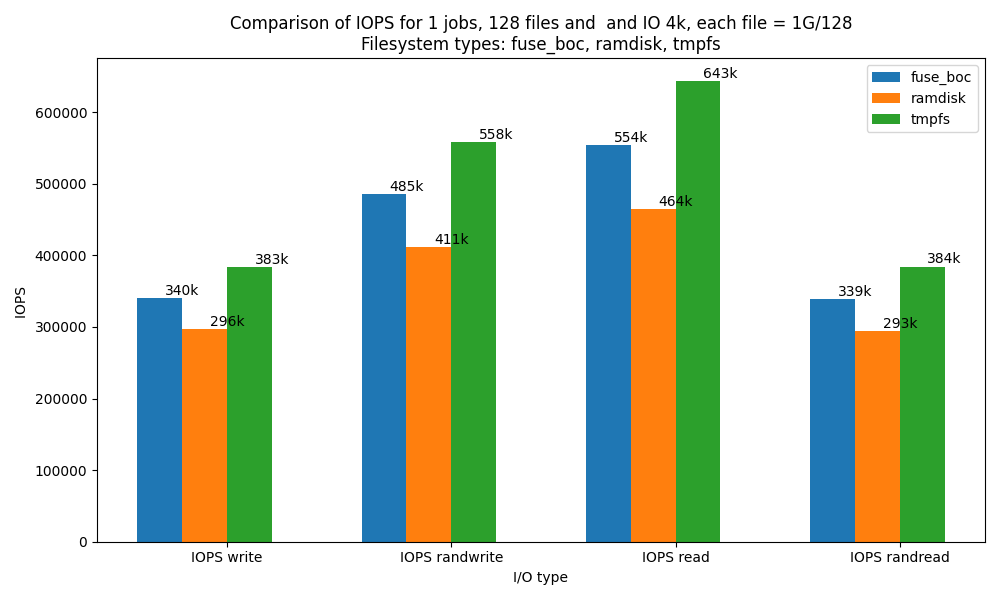 Comparison of IOPS for 1 jobs, 128 files and  and IO 4k, each file = 1G/128
Filesystem types: fuse_boc, ramdisk, tmpfs
fuse_boc
ramdisk
tmpfs
IOPS
600000
500000
400000
300000
200000
100000
0
340k
296k
383k
485k
411k
558k
554k
464k
643k
339k
293k
384k
IOPS write
IOPS randwrite
IOPS read
IOPS randread
I/O type